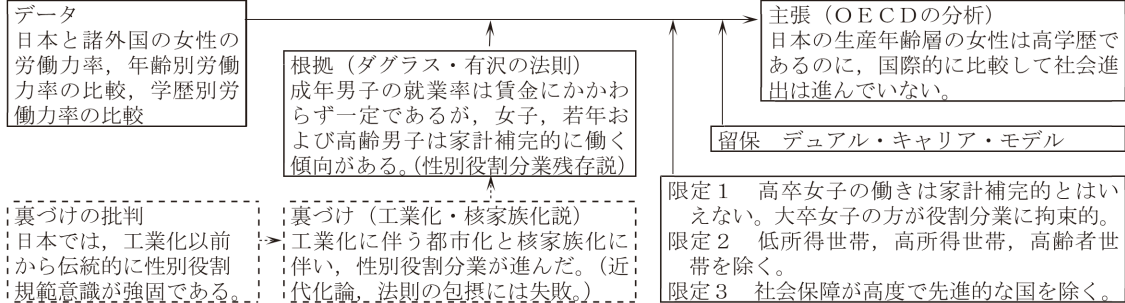 データ
日本と諸外国の女性の
労働力率，年齢別労働
力率の比較，学歴別労
働力率の比較
主張（ＯＥＣＤの分析）
日本の生産年齢層の女性は高学歴で
あるのに，国際的に比較して社会進
出は進んでいない。
根拠（ダグラス・有沢の法則）
成年男子の就業率は賃金にかかわ
らず一定であるが，女子，若年
および高齢男子は家計補完的に働く
傾向がある。（性別役割分業残存説）
留保　デュアル・キャリア・モデル
限定１　高卒女子の働きは家計補完的とはい
えない。大卒女子の方が役割分業に拘束的。
限定２　低所得世帯，高所得世帯，高齢者世
帯を除く。
限定３　社会保障が高度で先進的な国を除く。
裏づけの批判
日本では，工業化以前
から伝統的に性別役割
規範意識が強固である。
裏づけ（工業化・核家族化説）
工業化に伴う都市化と核家族化に
伴い，性別役割分業が進んだ。（近
代化論，法則の包摂には失敗。）